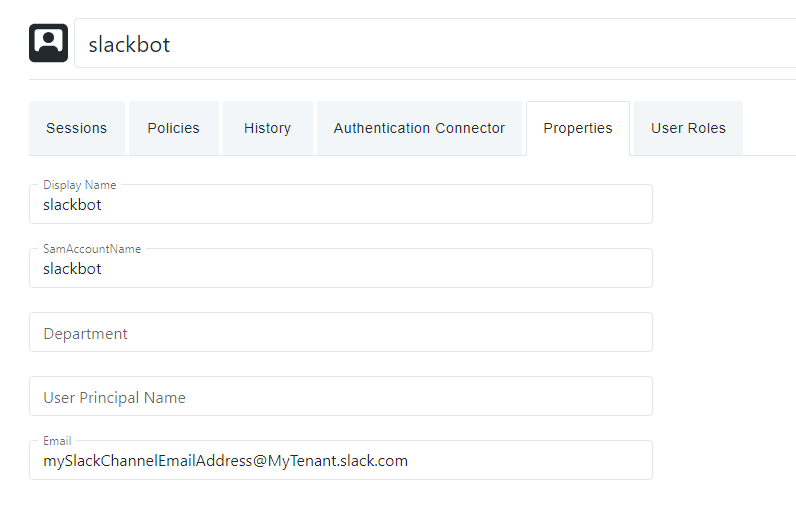 slackbot
Sessions Policies History Authentication Connector Properties User Roles
Display Name
slackbot
SamAccountName
slackbot
Department
User Principal Name
Email
mySlackChannelEmailAddress@MyTenant.slack.com